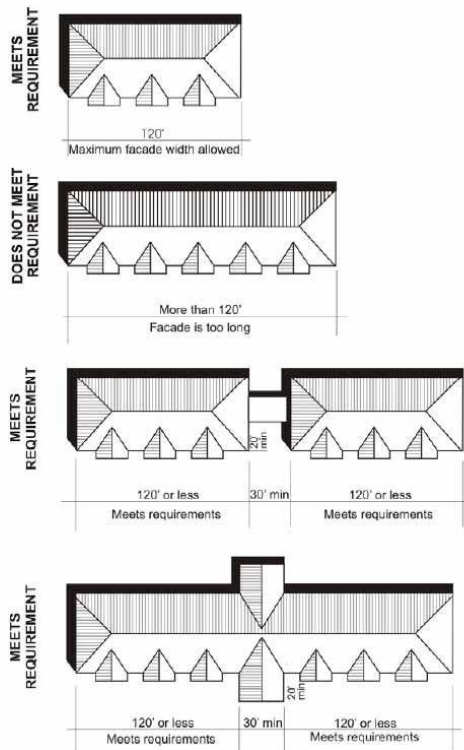 MEETS
REQUIREMENT
120'
Maximum facade width allowed
DOES NOT MEET
REQUIREMENT
More than 120'
Facade is too long
MEETS
REQUIREMENT
20'
min
120' or less
30' min
120' or less
Meets requirements
Meets requirements
MEETS
REQUIREMENT
20'
min
120' or less
30' min
120' or less
Meets requirements
Meets requirements